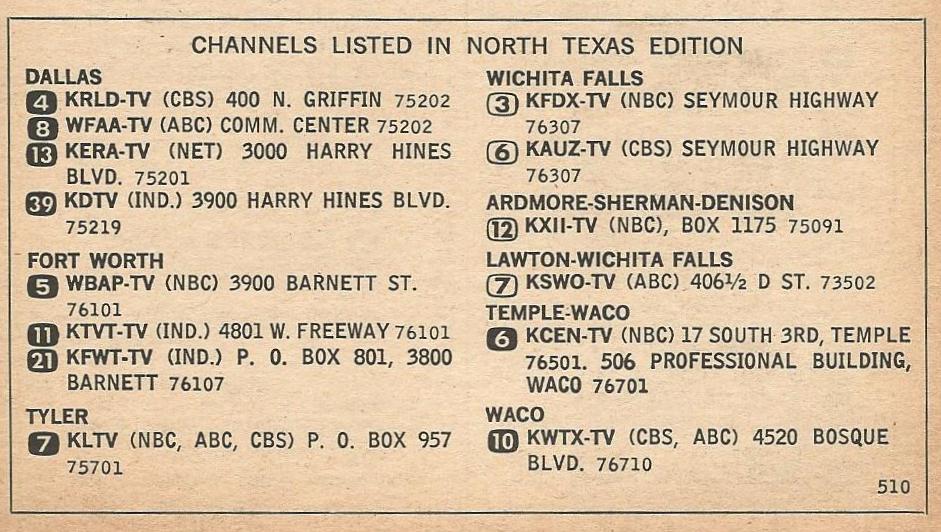 CHANNELS LISTED IN NORTH TEXAS EDITION
DALLAS
4 KRLD-TV (CBS) 400 N. GRIFFIN 75202
8 WFAA-TV (ABC) COMM. CENTER 75202
13 KERA-TV (NET) 3000 HARRY HINES
BLVD. 75201
39 KDTV (IND.) 3900 HARRY HINES BLVD.
75219
FORT WORTH
5 WBAP-TV (NBC) 3900 BARNETT ST.
76101
11 KTVT-TV (IND.) 4801 W. FREEWAY 76101
21 KFWT-TV (IND.) P. O. BOX 801, 3800
BARNETT 76107
TYLER
7 KLTV (NBC, ABC, CBS) P. O. BOX 957
75701
WICHITA FALLS
3 KFDX-TV (NBC) SEYMOUR HIGHWAY
76307
6 KAUZ-TV (CBS) SEYMOUR HIGHWAY
76307
ARDMORE-SHERMAN-DENISON
12 KXII-TV (NBC), BOX 1175 75091
LAWTON-WICHITA FALLS
7 KSWO-TV (ABC) 406½ D ST. 73502
TEMPLE-WACO
6 KCEN-TV (NBC) 17 SOUTH 3RD, TEMPLE
76501. 506 PROFESSIONAL BUILDING,
WACO 76701
WACO
10 KWTX-TV (CBS, ABC) 4520 BOSQUE
BLVD. 76710
510